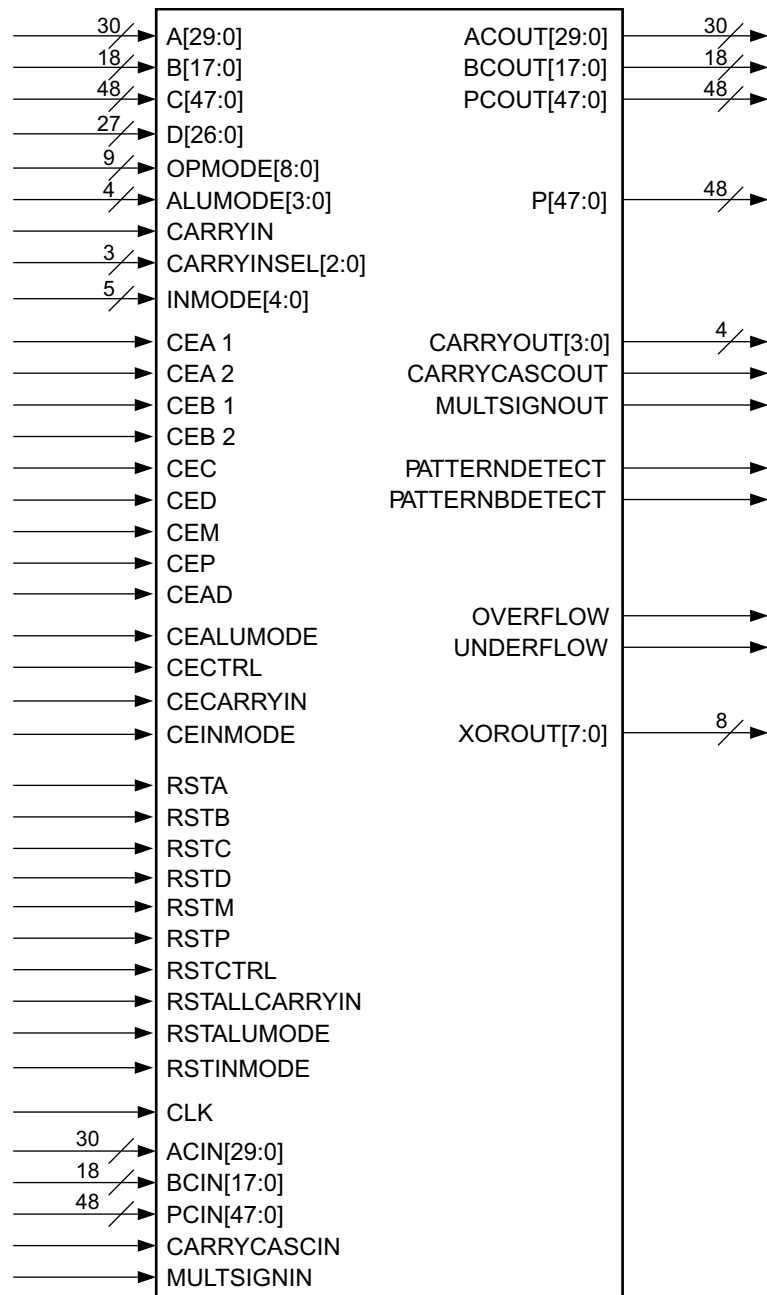 30 A[29:0] ACOUT[29:0] 30
18 B[17:0] BCOUT[17:0] 18
48 C[47:0] PCOUT[47:0] 48
27 D[26:0]
9 OPMODE[8:0]
4 ALUMODE[3:0] P[47:0] 48
CARRYIN
3 CARRYINSEL[2:0]
5 INMODE[4:0]
CEA 1 CARRYOUT[3:0] 4
CEA 2 CARRYCASCOUT
CEB 1 MULTSIGNOUT
CEB 2
CEC PATTERNDETECT
CED PATTERNBDETECT
CEM
CEP
CEAD
OVERFLOW
CEALUMODE
UNDERFLOW
CECTRL
CECARRYIN
CEINMODE XOROUT[7:0] 8
RSTA
RSTB
RSTC
RSTD
RSTM
RSTP
RSTCTRL
RSTALLCARRYIN
RSTALUMODE
RSTINMODE
CLK
30 ACIN[29:0]
18 BCIN[17:0]
48 PCIN[47:0]
CARRYCASCIN
MULTSIGNIN